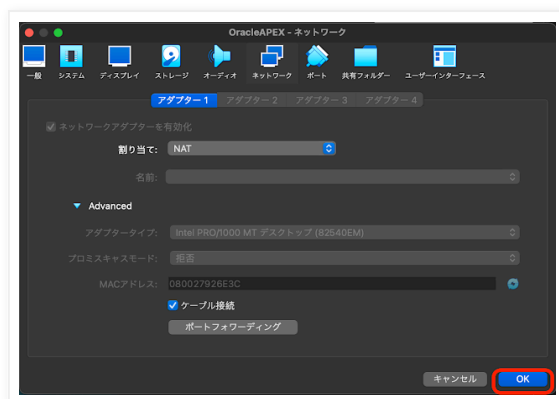 OracleAPEX - ネットワーク
一般 システム ディスプレイ ストレージ オーディオ ネットワーク ポート 共有フォルダー ユーザーインターフェース
アダプター 1 アダプター 2 アダプター 3 アダプター 4
ネットワークアダプターを有効化
割り当て: NAT
名前:
Advanced
アダプタータイプ: Intel PRO/1000 MT デスクトップ (82540EM)
プロミスキャスモード: 拒否
MACアドレス: 080027926E3C
ケーブル接続
ポートフォワーディング
キャンセル OK